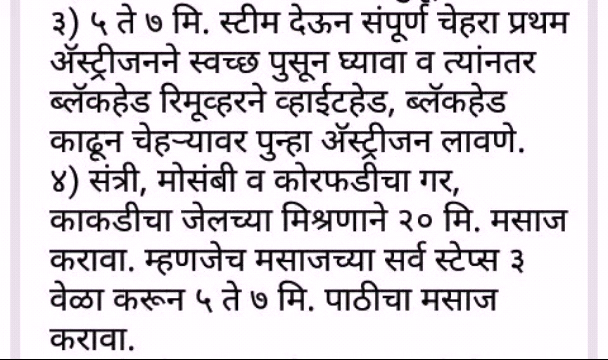 ३) ५ ते ७ मि. स्टीम देऊन संपूर्ण चेहरा प्रथम
ॲस्ट्रीजनने स्वच्छ पुसून घ्यावा व त्यांनतर
ब्लॅकहेड रिमूव्हरने व्हाईटहेड, ब्लॅकहेड
काढून चेहऱ्यावर पुन्हा ॲस्ट्रीजन लावणे.
४) संत्री, मोसंबी व कोरफडीचा गर,
काकडीचा जेलच्या मिश्रणाने २० मि. मसाज
करावा. म्हणजेच मसाजच्या सर्व स्टेप्स ३
वेळा करून ५ ते ७ मि. पाठीचा मसाज
करावा.